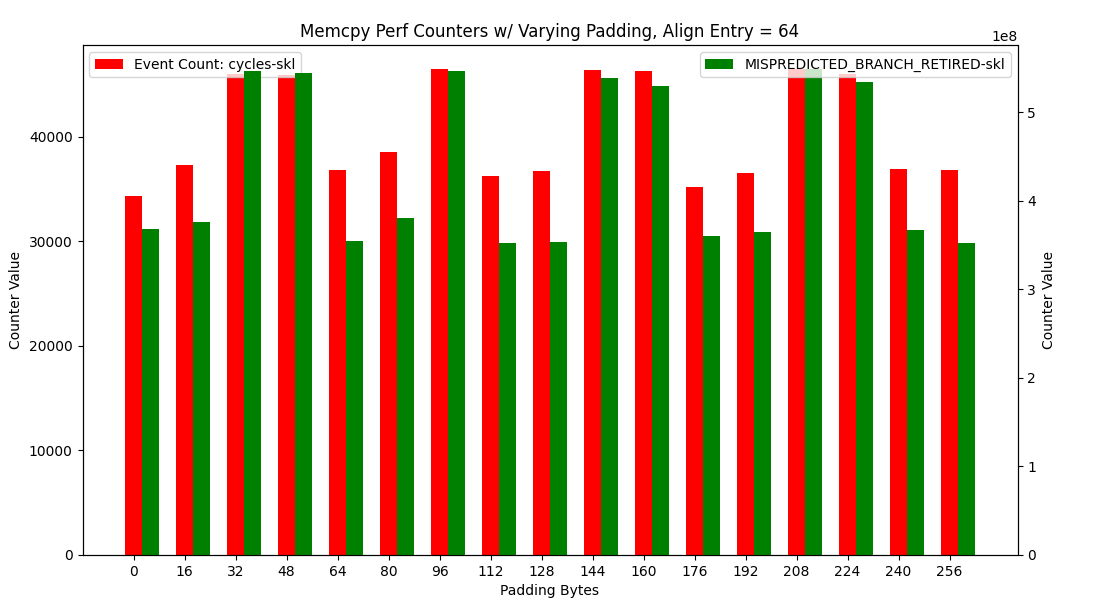 Memcpy Perf Counters w/ Varying Padding, Align Entry = 64
1e8
Event Count: cycles-skl
MISPREDICTED_BRANCH_RETIRED-skl
40000
30000
20000
10000
0
Counter Value
5
4
3
2
1
0
Counter Value
0 16 32 48 64 80 96 112 128 144 160 176 192 208 224 240 256
Padding Bytes